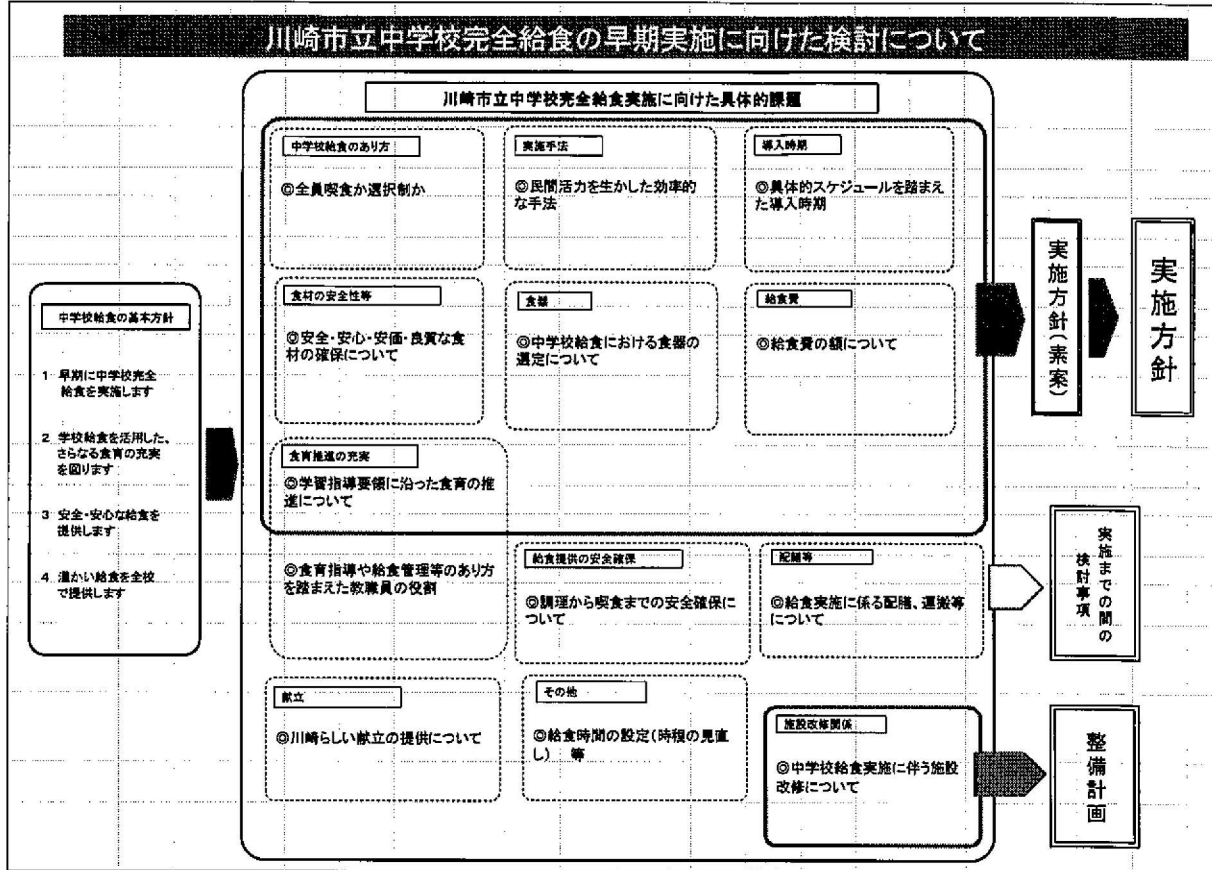 川崎市立中学校完全給食の早期実施に向けた検討について
川崎市立中学校完全給食実施に向けた具体的課題
中学校給食の基本方針
1 早期に中学校完全
給食を実施します
2 学校給食を活用した、
さらなる食育の充実
を図ります
3 安全・安心な給食を
提供します
4 温かい給食を全校
で提供します
中学校給食のあり方
◎全員喫食か選択制か
実施手法
◎民間活力を生かした効率的
な手法
導入時期
◎具体的スケジュールを踏まえ
た導入時期
食材の安全性等
◎安全・安心・安価・良質な食
材の確保について
食器
◎中学校給食における食器の
選定について
給食費
◎給食費の額について
食育推進の充実
◎学習指導要領に沿った食育の推
進について
◎食育指導や給食管理等のあり方
を踏まえた教職員の役割
給食提供の安全確保
◎調理から喫食までの安全確保に
ついて
配膳等
◎給食実施に係る配膳、運搬等
について
献立
◎川崎らしい献立の提供について
その他
◎給食時間の設定(時程の見直
し) 等
施設改修関係
◎中学校給食実施に伴う施設
改修について
実施方針(素案)
実施方針
実施までの間の
検討事項
整備計画